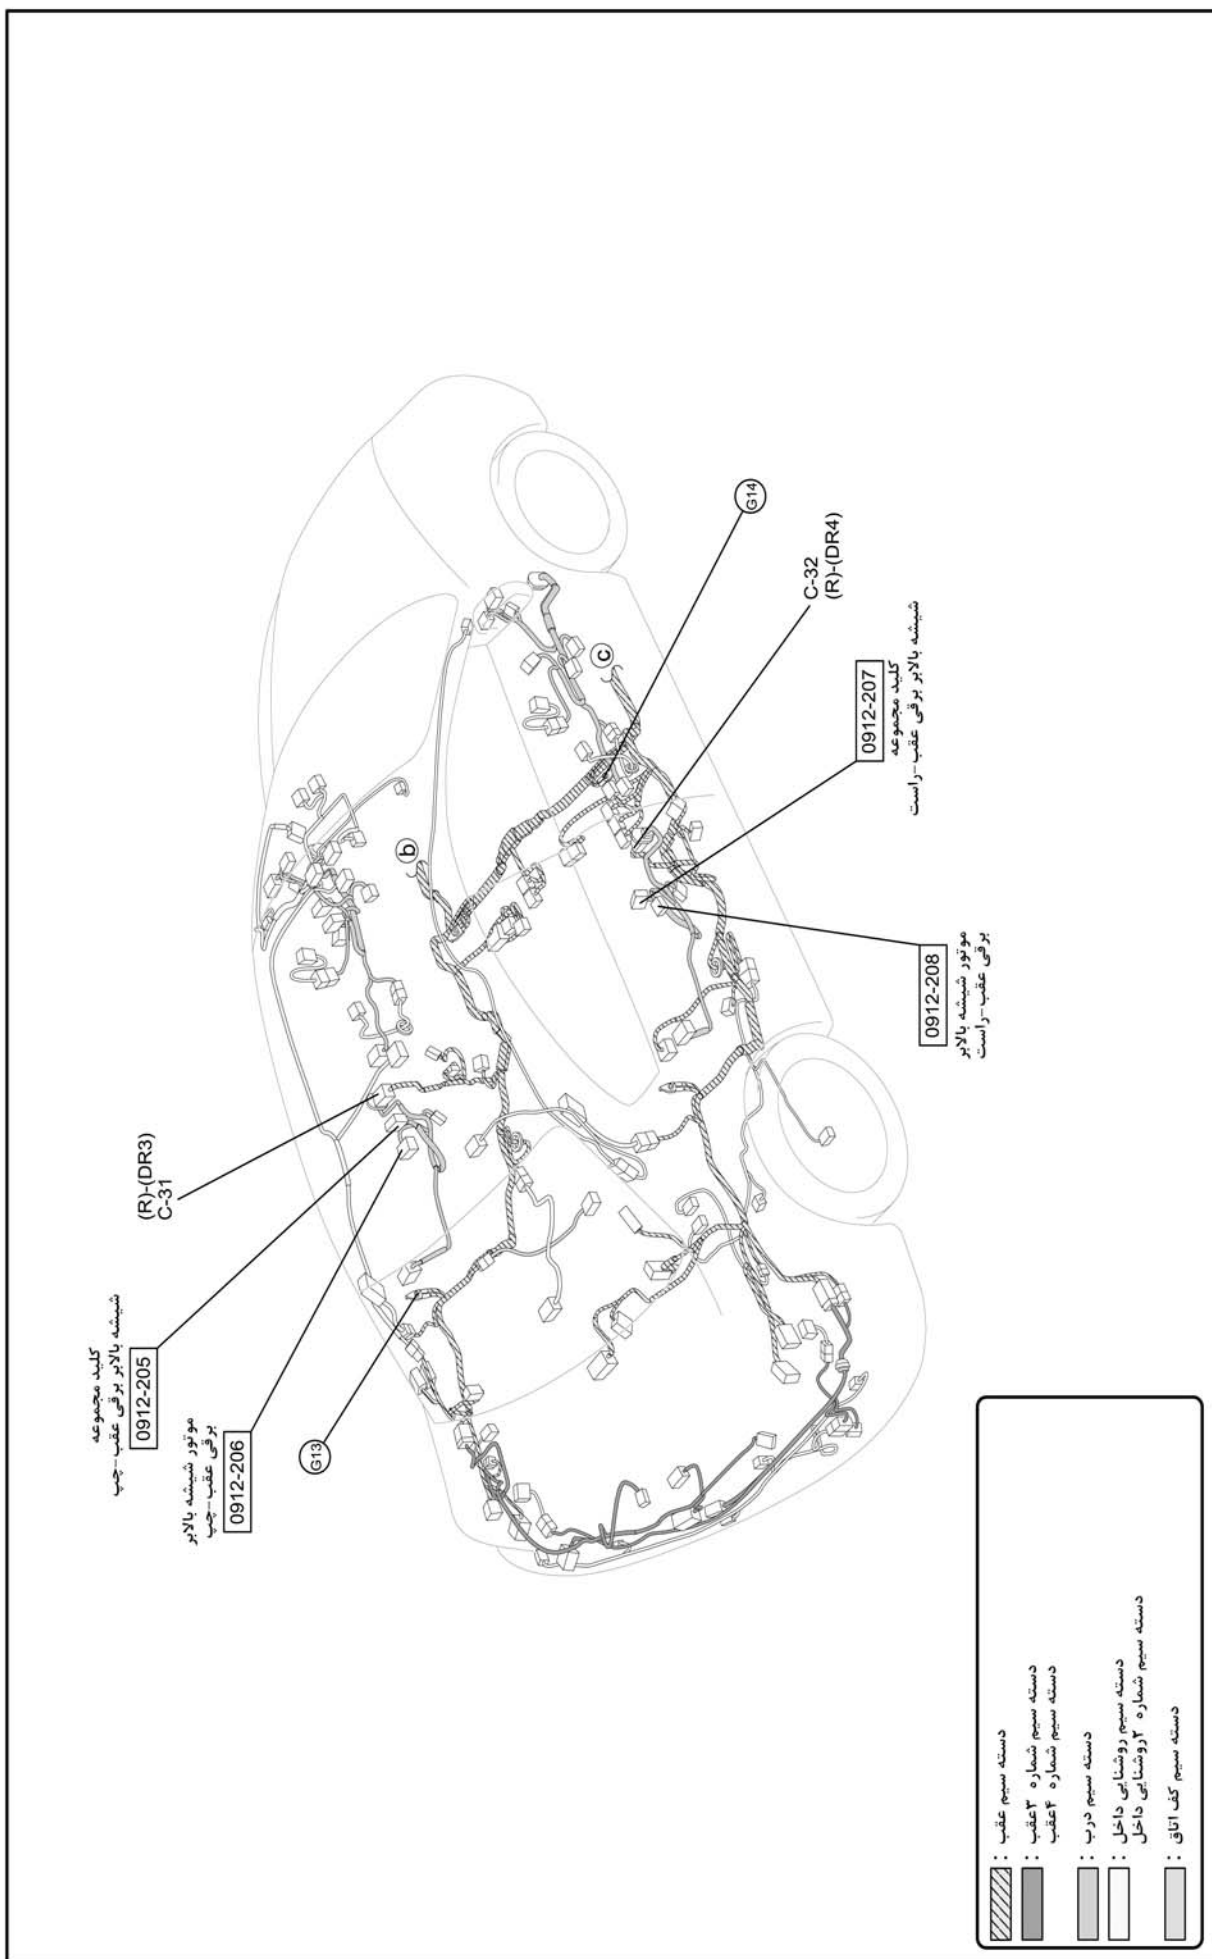 (R)-(DR3)
C-31
کلید مجموعه
شیشه بالابر برقی عقب-چپ
0912-205
موتور شیشه بالابر
برقی عقب-چپ
0912-206
G13
b
c
G14
C-32
(R)-(DR4)
0912-207
کلید مجموعه
شیشه بالابر برقی عقب-راست
0912-208
موتور شیشه بالابر
برقی عقب-راست
دسته سیم عقب :
دسته سیم شماره ۳عقب :
دسته سیم شماره ۴عقب
دسته سیم درب :
دسته سیم روشنایی داخل :
دسته سیم شماره ۲روشنایی داخل
دسته سیم کف اتاق :